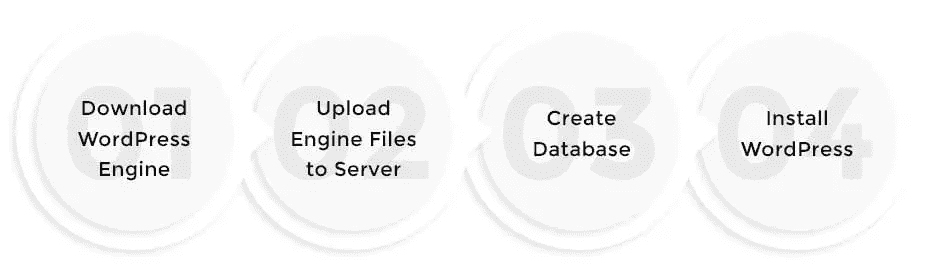 01
Download
WordPress
Engine
02
Upload
Engine Files
to Server
03
Create
Database
04
Install
WordPress